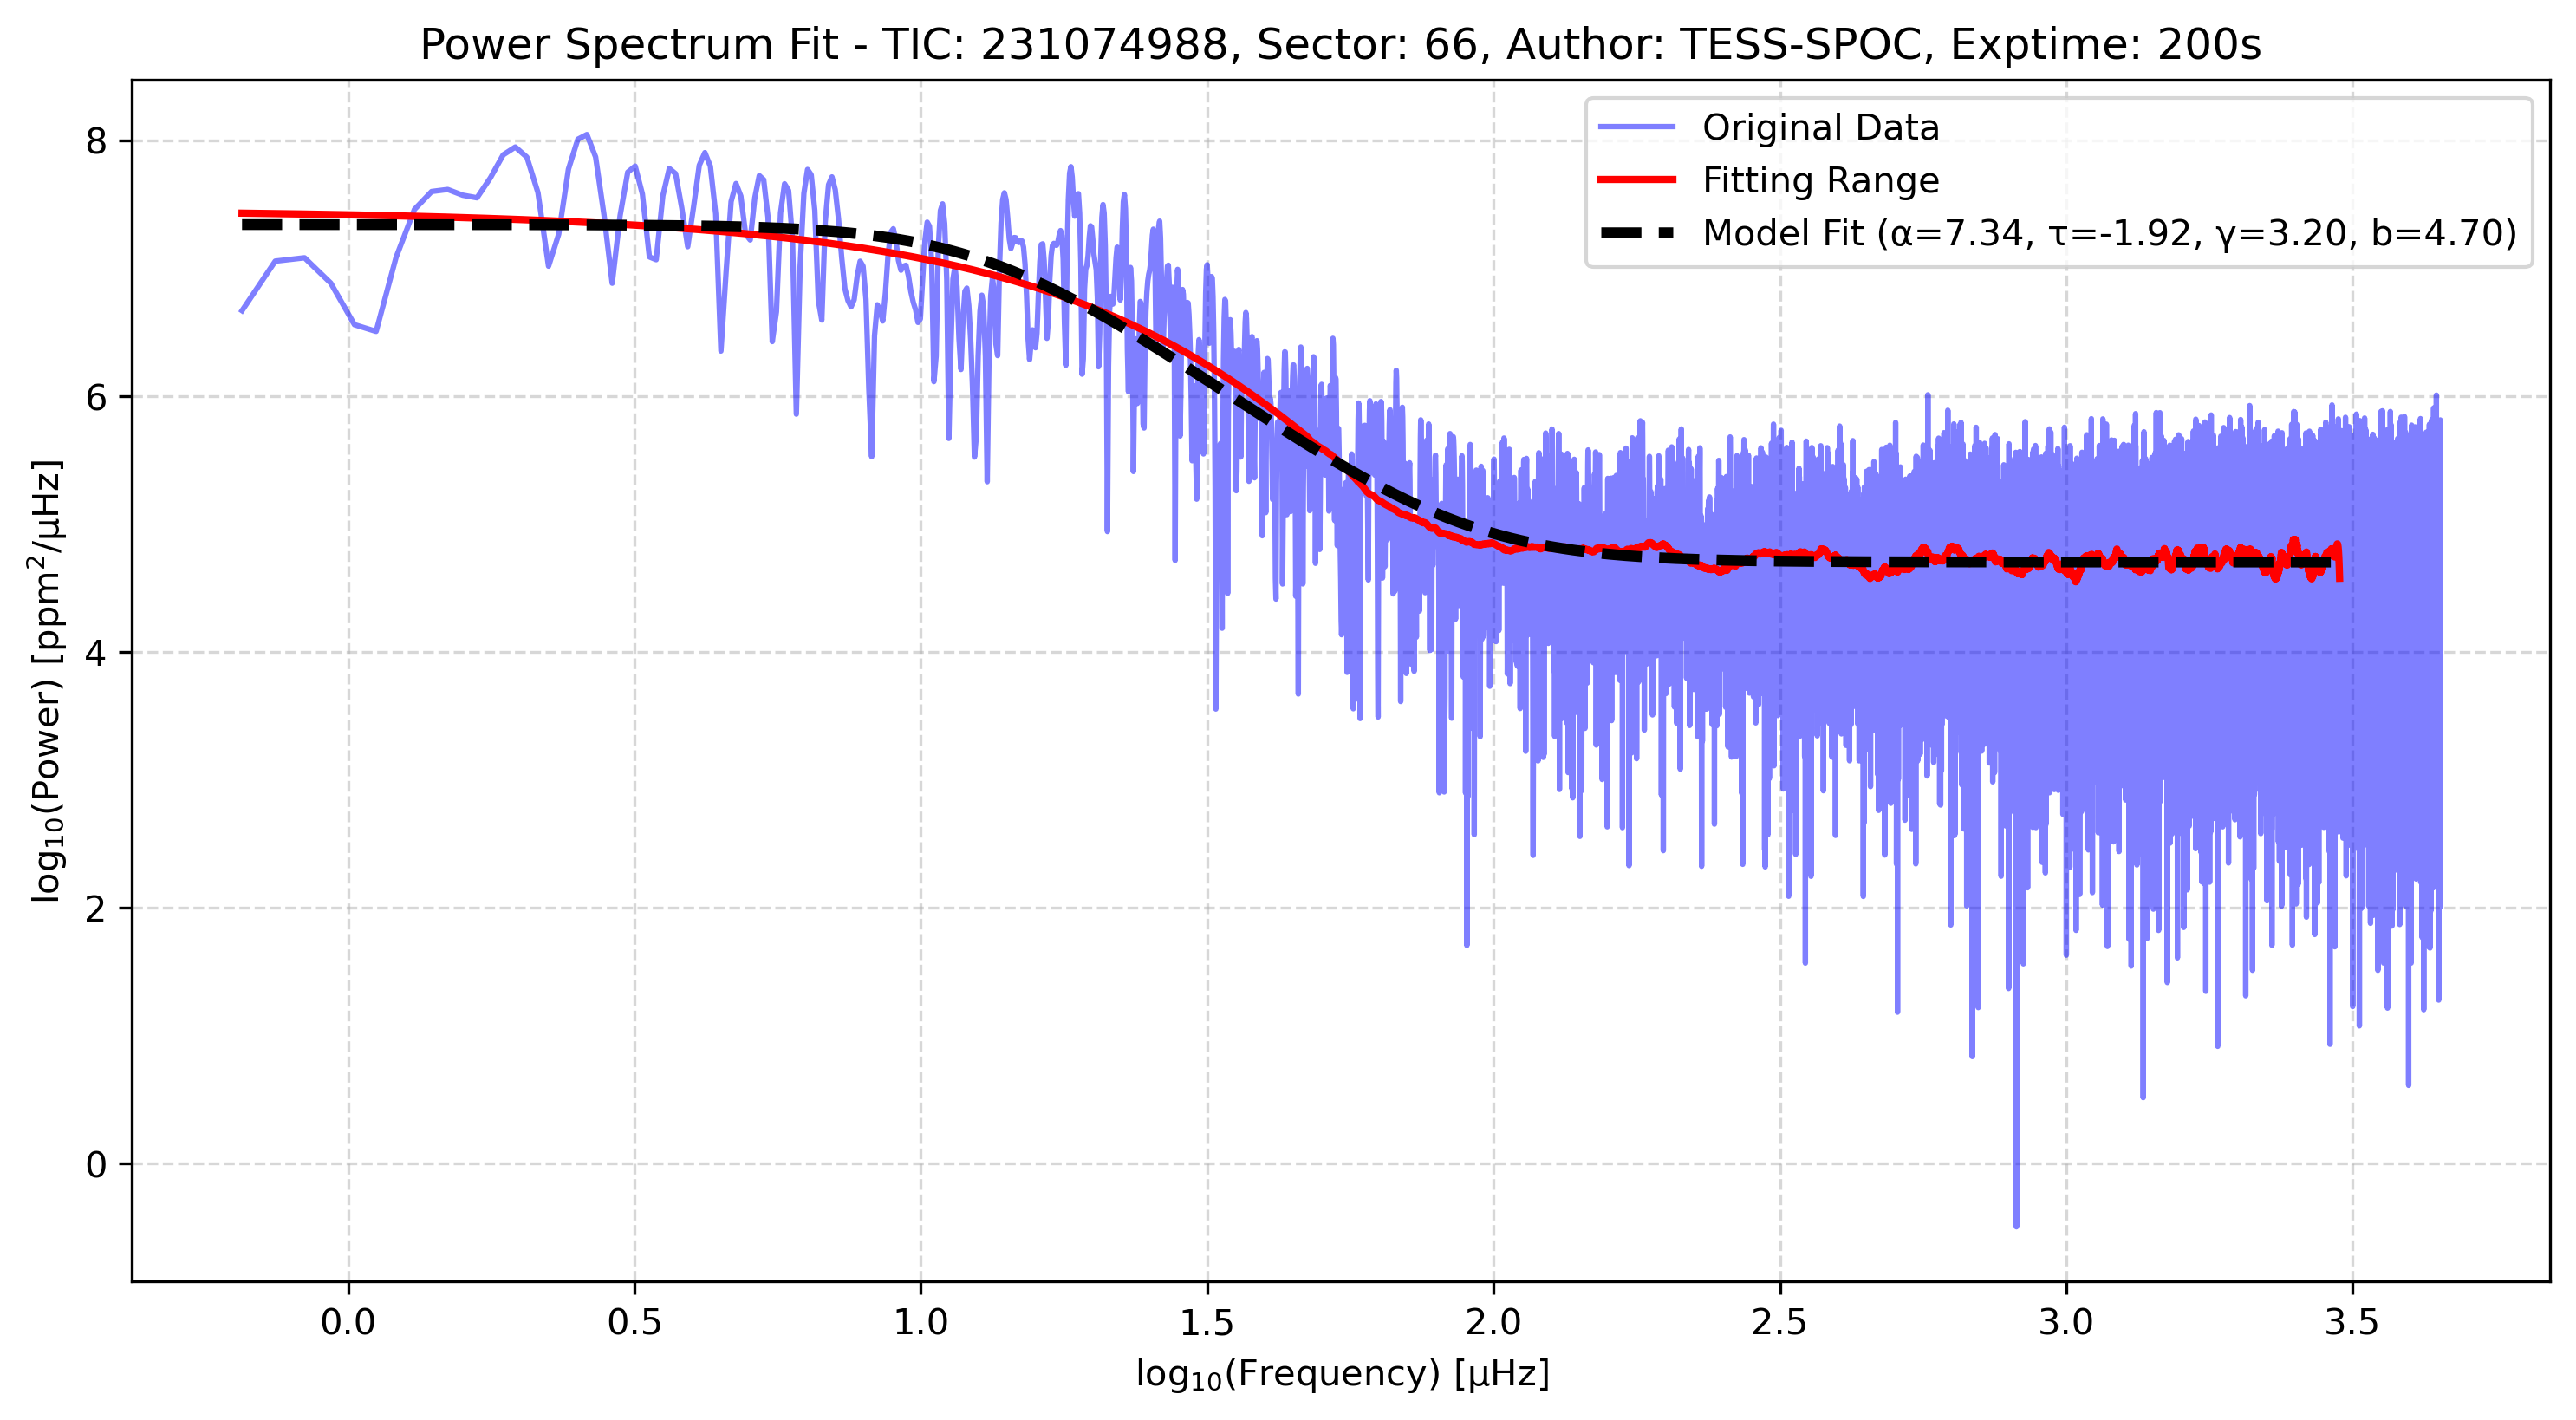 Power Spectrum Fit - TIC: 231074988, Sector: 66, Author: TESS-SPOC, Exptime: 200s
Original Data
Fitting Range
Model Fit (α=7.34, τ=-1.92, γ=3.20, b=4.70)
log₁₀(Power) [ppm²/μHz]
8
6
4
2
0
0.0 0.5 1.0 1.5 2.0 2.5 3.0 3.5
log₁₀(Frequency) [μHz]